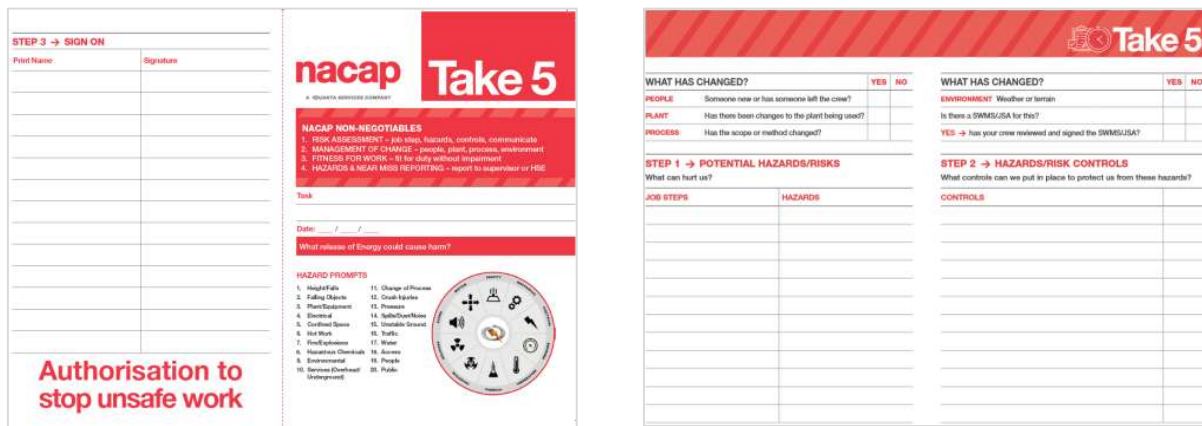 STEP 3 → SIGN ON
Print Name Signature
Authorisation to
stop unsafe work
nacap
A QUANTA SERVICES COMPANY
Take 5
NACAP NON-NEGOTIABLES
1. RISK ASSESSMENT – job step, hazards, controls, communicate
2. MANAGEMENT OF CHANGE – people, plant, process, environment
3. FITNESS FOR WORK – fit for duty without impairment
4. HAZARDS & NEAR MISS REPORTING – report to supervisor or HSE
Task
Date: ___ / ___ / ___
What release of Energy could cause harm?
HAZARD PROMPTS
1. Height/Falls
2. Falling Objects
3. Plant/Equipment
4. Electrical
5. Confined Space
6. Hot Work
7. Fire/Explosions
8. Hazardous Chemicals
9. Environmental
10. Services (Overhead/
Underground)
11. Change of Process
12. Crush Injuries
13. Pressure
14. Spills/Dust/Noise
15. Unstable Ground
16. Traffic
17. Water
18. Access
19. People
20. Public
Take 5
WHAT HAS CHANGED? YES NO
PEOPLE Someone new or has someone left the crew?
PLANT Has there been changes to the plant being used?
PROCESS Has the scope or method changed?
WHAT HAS CHANGED? YES NO
ENVIRONMENT Weather or terrain
Is there a SWMS/JSA for this?
YES → has your crew reviewed and signed the SWMS/JSA?
STEP 1 → POTENTIAL HAZARDS/RISKS
What can hurt us?
JOB STEPS HAZARDS
STEP 2 → HAZARDS/RISK CONTROLS
What controls can we put in place to protect us from these hazards?
CONTROLS